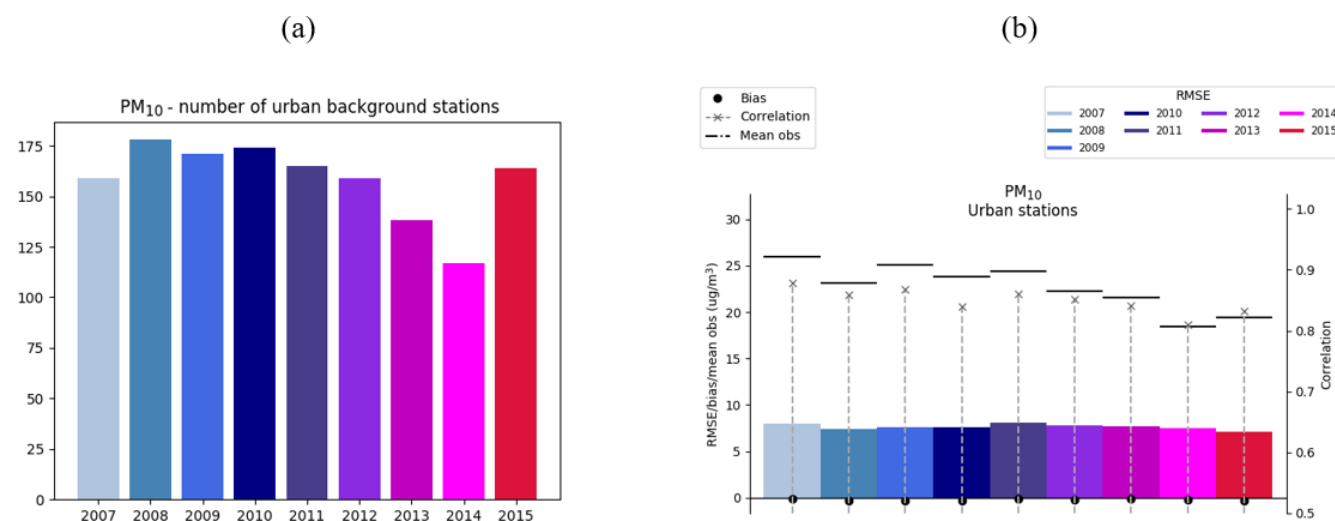 (a)
(b)
PM10 - number of urban background stations
175
150
125
100
75
50
25
0
2007 2008 2009 2010 2011 2012 2013 2014 2015
Bias
Correlation
Mean obs
RMSE
2007 2010 2012 2014
2008 2011 2013 2015
2009
PM10
Urban stations
RMSE/bias/mean obs (ug/m³)
30
25
20
15
10
5
0
1.0
0.9
0.8
0.7
0.6
0.5
Correlation